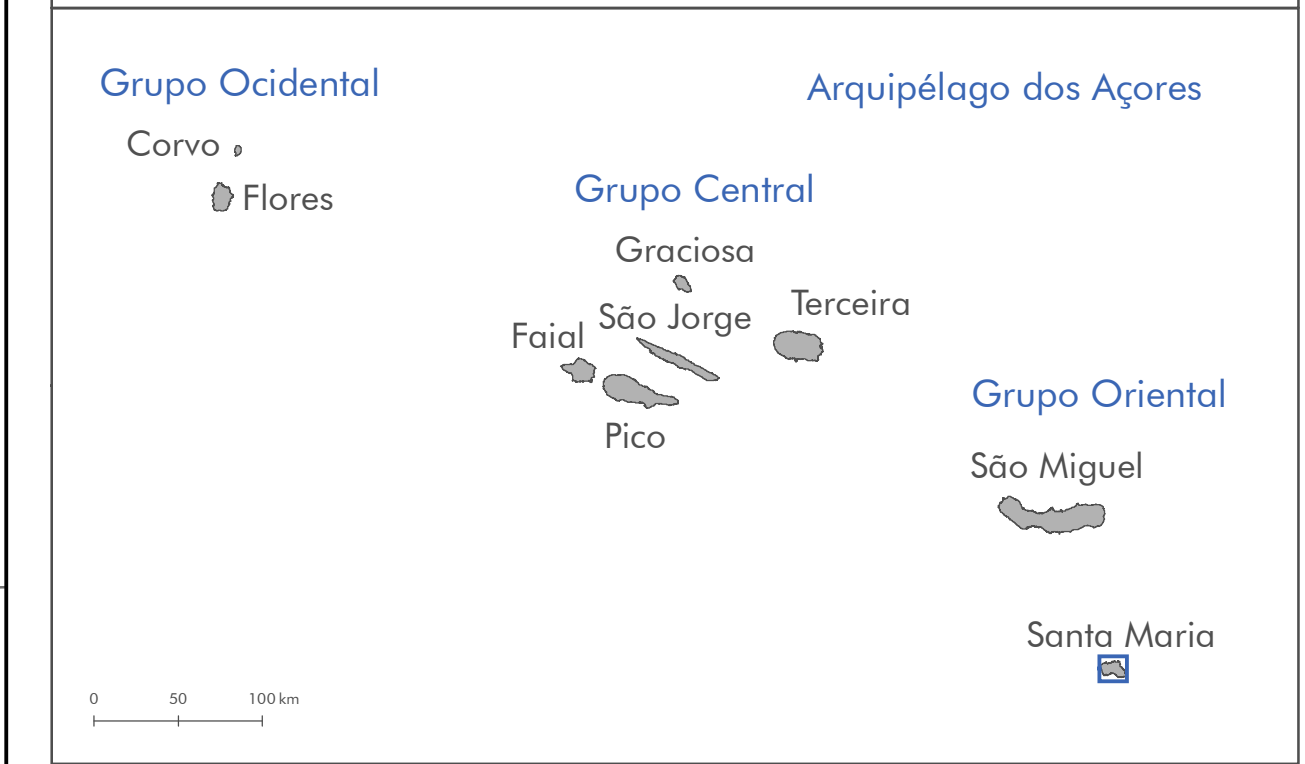 Grupo Ocidental
Arquipélago dos Açores
Corvo
Flores
Grupo Central
Graciosa
Terceira
São Jorge
Faial
Pico
Grupo Oriental
São Miguel
Santa Maria
0 50 100 km